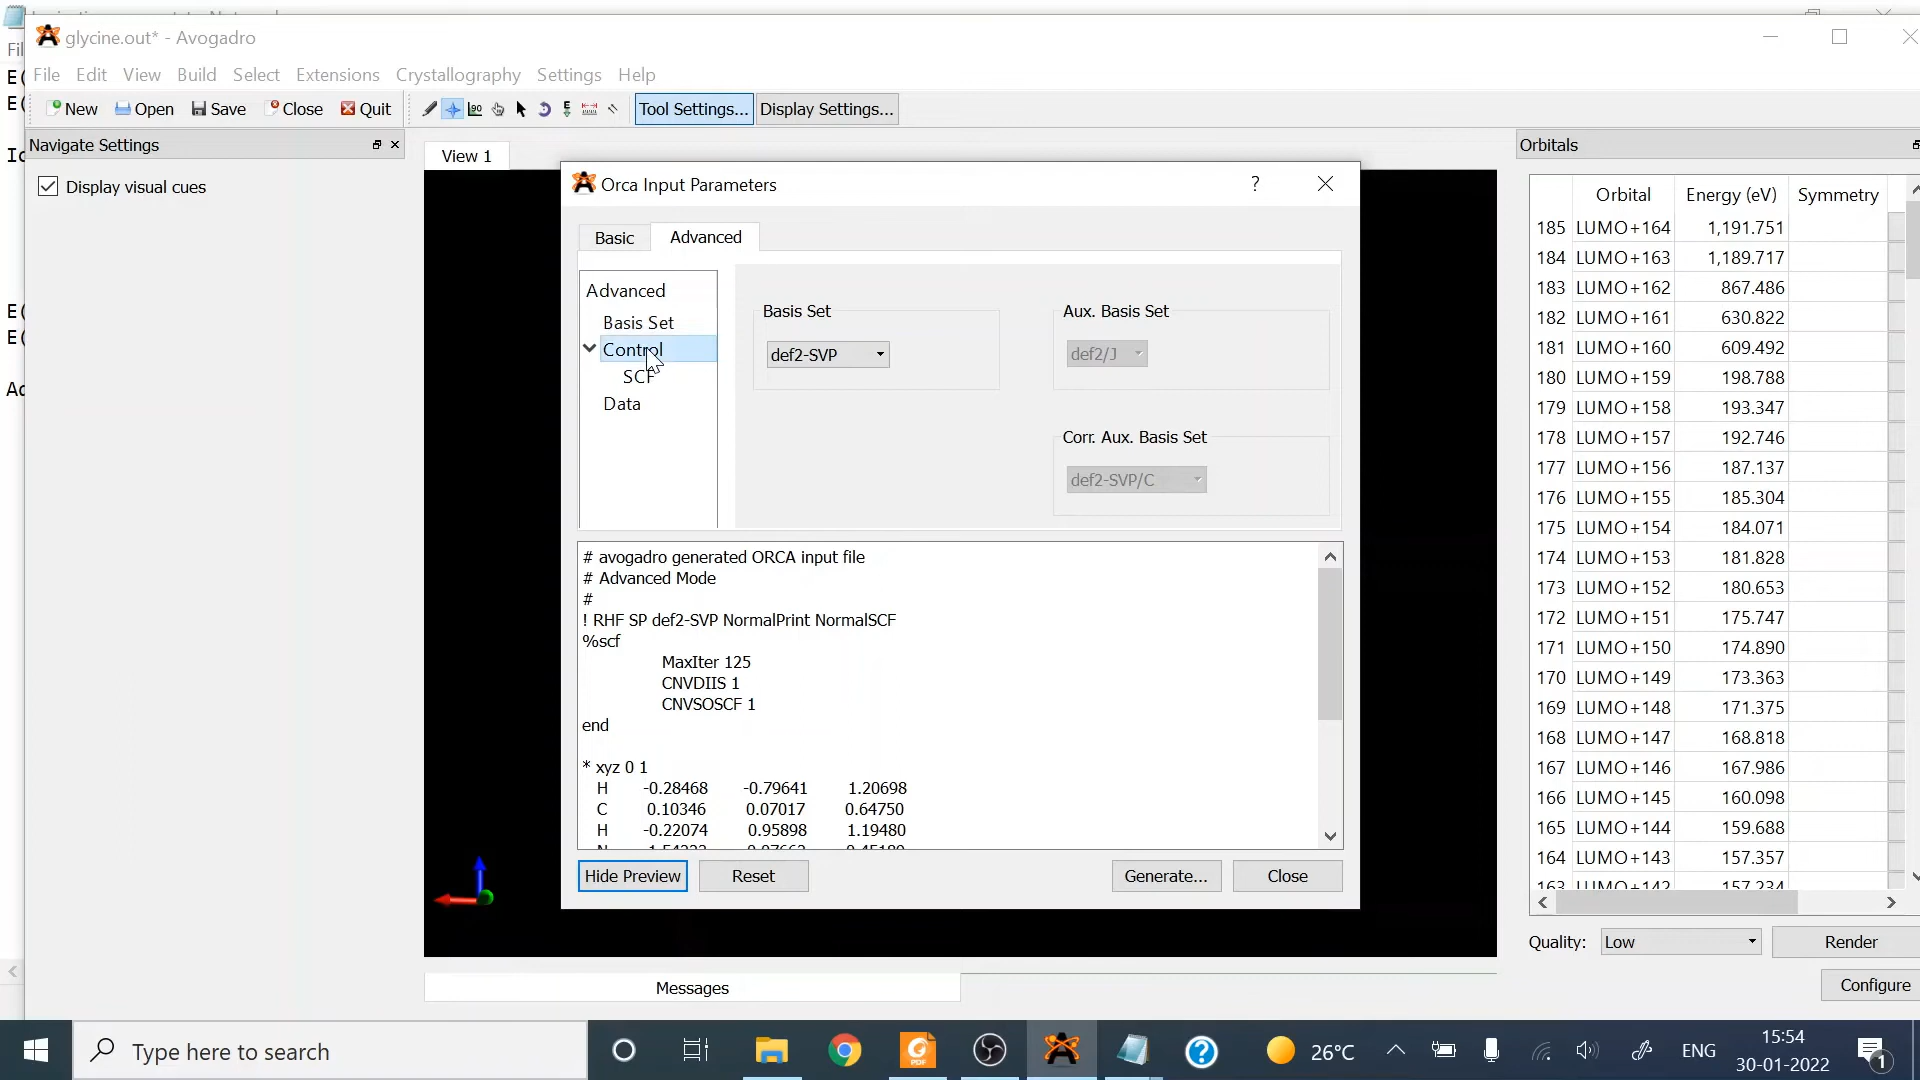 glycine.out* - Avogadro
File Edit View Build Select Extensions Crystallography Settings Help
New Open Save Close Quit Tool Settings... Display Settings...
Navigate Settings
Display visual cues
View 1
Orca Input Parameters
?
Basic Advanced
Advanced
Basis Set
Control
SCF
Data
Basis Set
def2-SVP
Aux. Basis Set
def2/J
Corr. Aux. Basis Set
def2-SVP/C
# avogadro generated ORCA input file
# Advanced Mode
#
! RHF SP def2-SVP NormalPrint NormalSCF
%scf
MaxIter 125
CNVDIIS 1
CNVSOSCF 1
end
* xyz 0 1
H -0.28468 -0.79641 1.20698
C 0.10346 0.07017 0.64750
H -0.22074 0.95898 1.19480
Hide Preview Reset Generate... Close
Messages
Orbitals
Orbital Energy (eV) Symmetry
185 LUMO+164 1,191.751
184 LUMO+163 1,189.717
183 LUMO+162 867.486
182 LUMO+161 630.822
181 LUMO+160 609.492
180 LUMO+159 198.788
179 LUMO+158 193.347
178 LUMO+157 192.746
177 LUMO+156 187.137
176 LUMO+155 185.304
175 LUMO+154 184.071
174 LUMO+153 181.828
173 LUMO+152 180.653
172 LUMO+151 175.747
171 LUMO+150 174.890
170 LUMO+149 173.363
169 LUMO+148 171.375
168 LUMO+147 168.818
167 LUMO+146 167.986
166 LUMO+145 160.098
165 LUMO+144 159.688
164 LUMO+143 157.357
163 LUMO+142 157.234
Quality: Low Render
Configure
Type here to search
26°C
ENG
15:54
30-01-2022
1